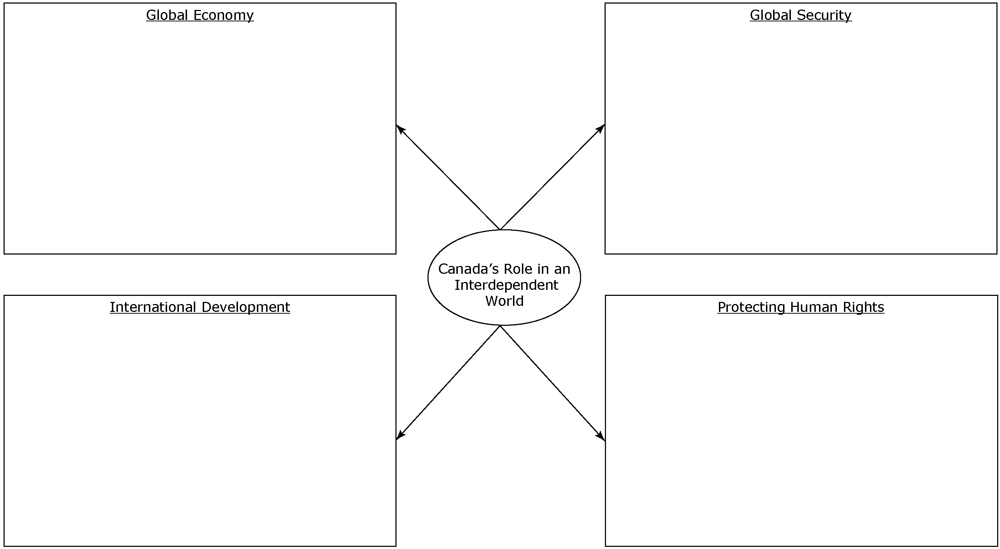 Global Economy
Global Security
Canada’s Role in an
Interdependent
World
International Development
Protecting Human Rights